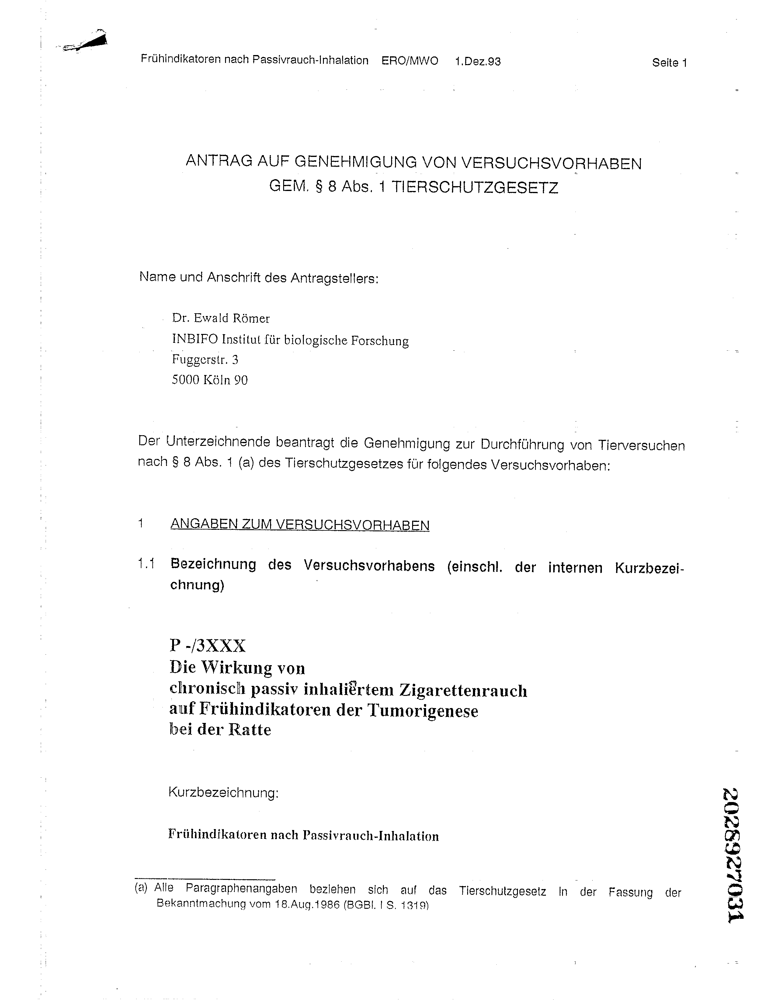 Frühindikatoren nach Passivrauch-Inhalation ERO/MWO 1.Dez.93 Seite 1
ANTRAG AUF GENEHMIGUNG VON VERSUCHSVORHABEN
GEM. § 8 Abs. 1 TIERSCHUTZGESETZ
Name und Anschrift des Antragstellers:
Dr. Ewald Römer
INBIFO Institut für biologische Forschung
Fuggerstr. 3
5000 Köln 90
Der Unterzeichnende beantragt die Genehmigung zur Durchführung von Tierversuchen
nach § 8 Abs. 1 (a) des Tierschutzgesetzes für folgendes Versuchsvorhaben:
1 ANGABEN ZUM VERSUCHSVORHABEN
1.1 Bezeichnung des Versuchsvorhabens (einschl. der internen Kurzbezei-
chnung)
P -/3XXX
Die Wirkung von
chronisch passiv inhaliertem Zigarettenrauch
auf Frühindikatoren der Tumorigenese
bei der Ratte
Kurzbezeichnung:
Frühindikatoren nach Passivrauch-Inhalation
(a) Alle Paragraphenangaben beziehen sich auf das Tierschutzgesetz in der Fassung der
Bekanntmachung vom 18.Aug.1986 (BGBl. I S. 1319)
2028927031